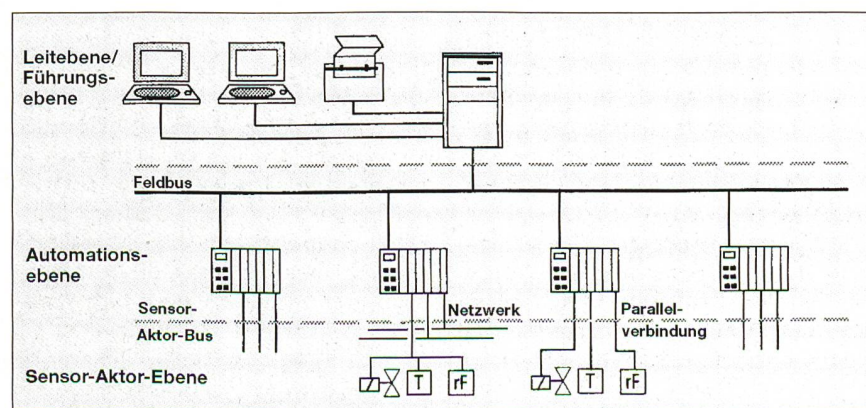 Leitebene/
Führungs-
ebene
Feldbus
Automations-
ebene
Sensor-
Aktor-Bus
Netzwerk
Parallel-
verbindung
Sensor-Aktor-Ebene
T
rF
T
rF